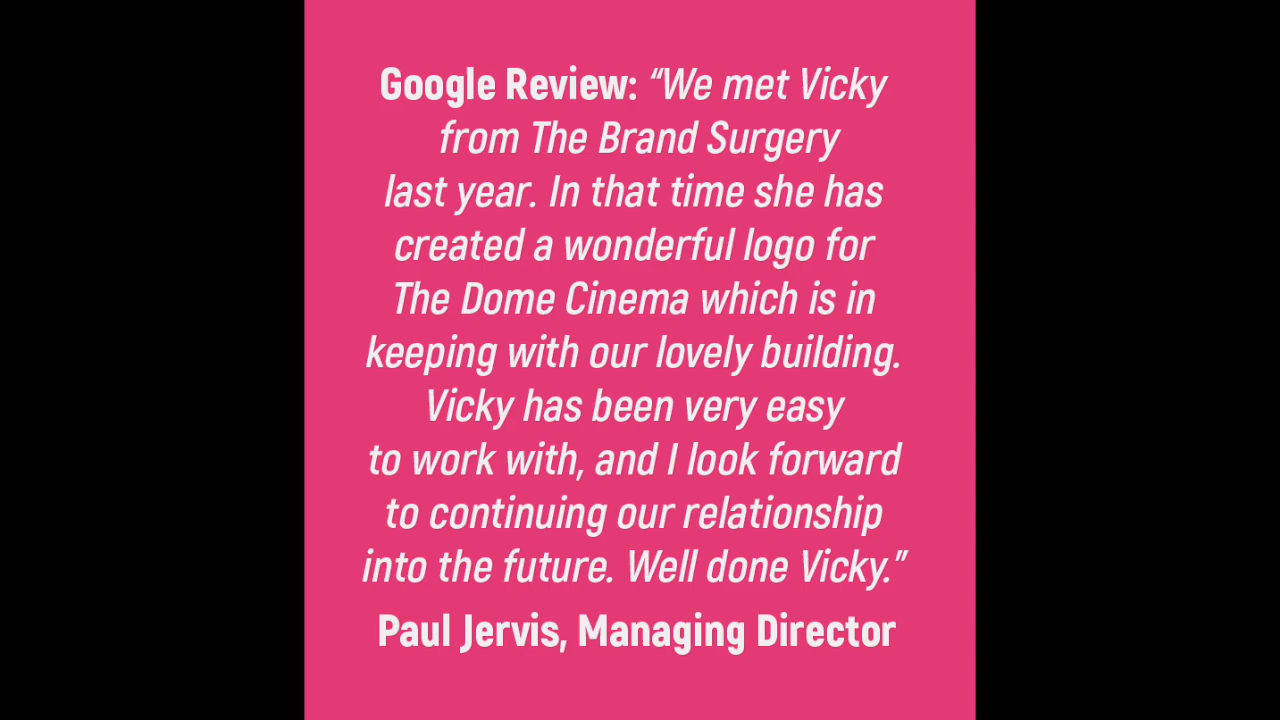 Google Review: “We met Vicky
from The Brand Surgery
last year. In that time she has
created a wonderful logo for
The Dome Cinema which is in
keeping with our lovely building.
Vicky has been very easy
to work with, and I look forward
to continuing our relationship
into the future. Well done Vicky.”
Paul Jervis, Managing Director